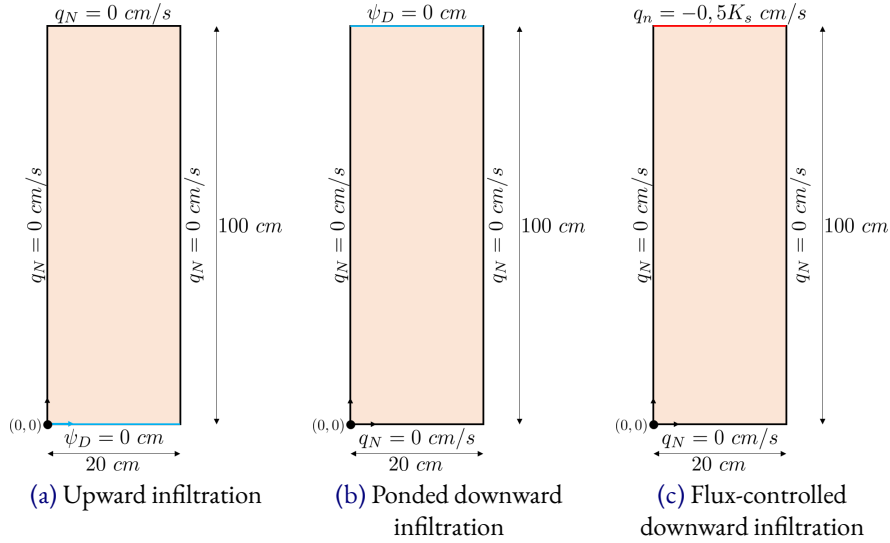 q_N = 0 cm/s
q_N = 0 cm/s
q_N = 0 cm/s
100 cm
(0,0)
ψ_D = 0 cm
20 cm
(a) Upward infiltration
ψ_D = 0 cm
q_N = 0 cm/s
q_N = 0 cm/s
100 cm
(0,0)
q_N = 0 cm/s
20 cm
(b) Ponded downward
infiltration
q_n = −0,5K_s cm/s
q_N = 0 cm/s
q_N = 0 cm/s
100 cm
(0,0)
q_N = 0 cm/s
20 cm
(c) Flux-controlled
downward infiltration